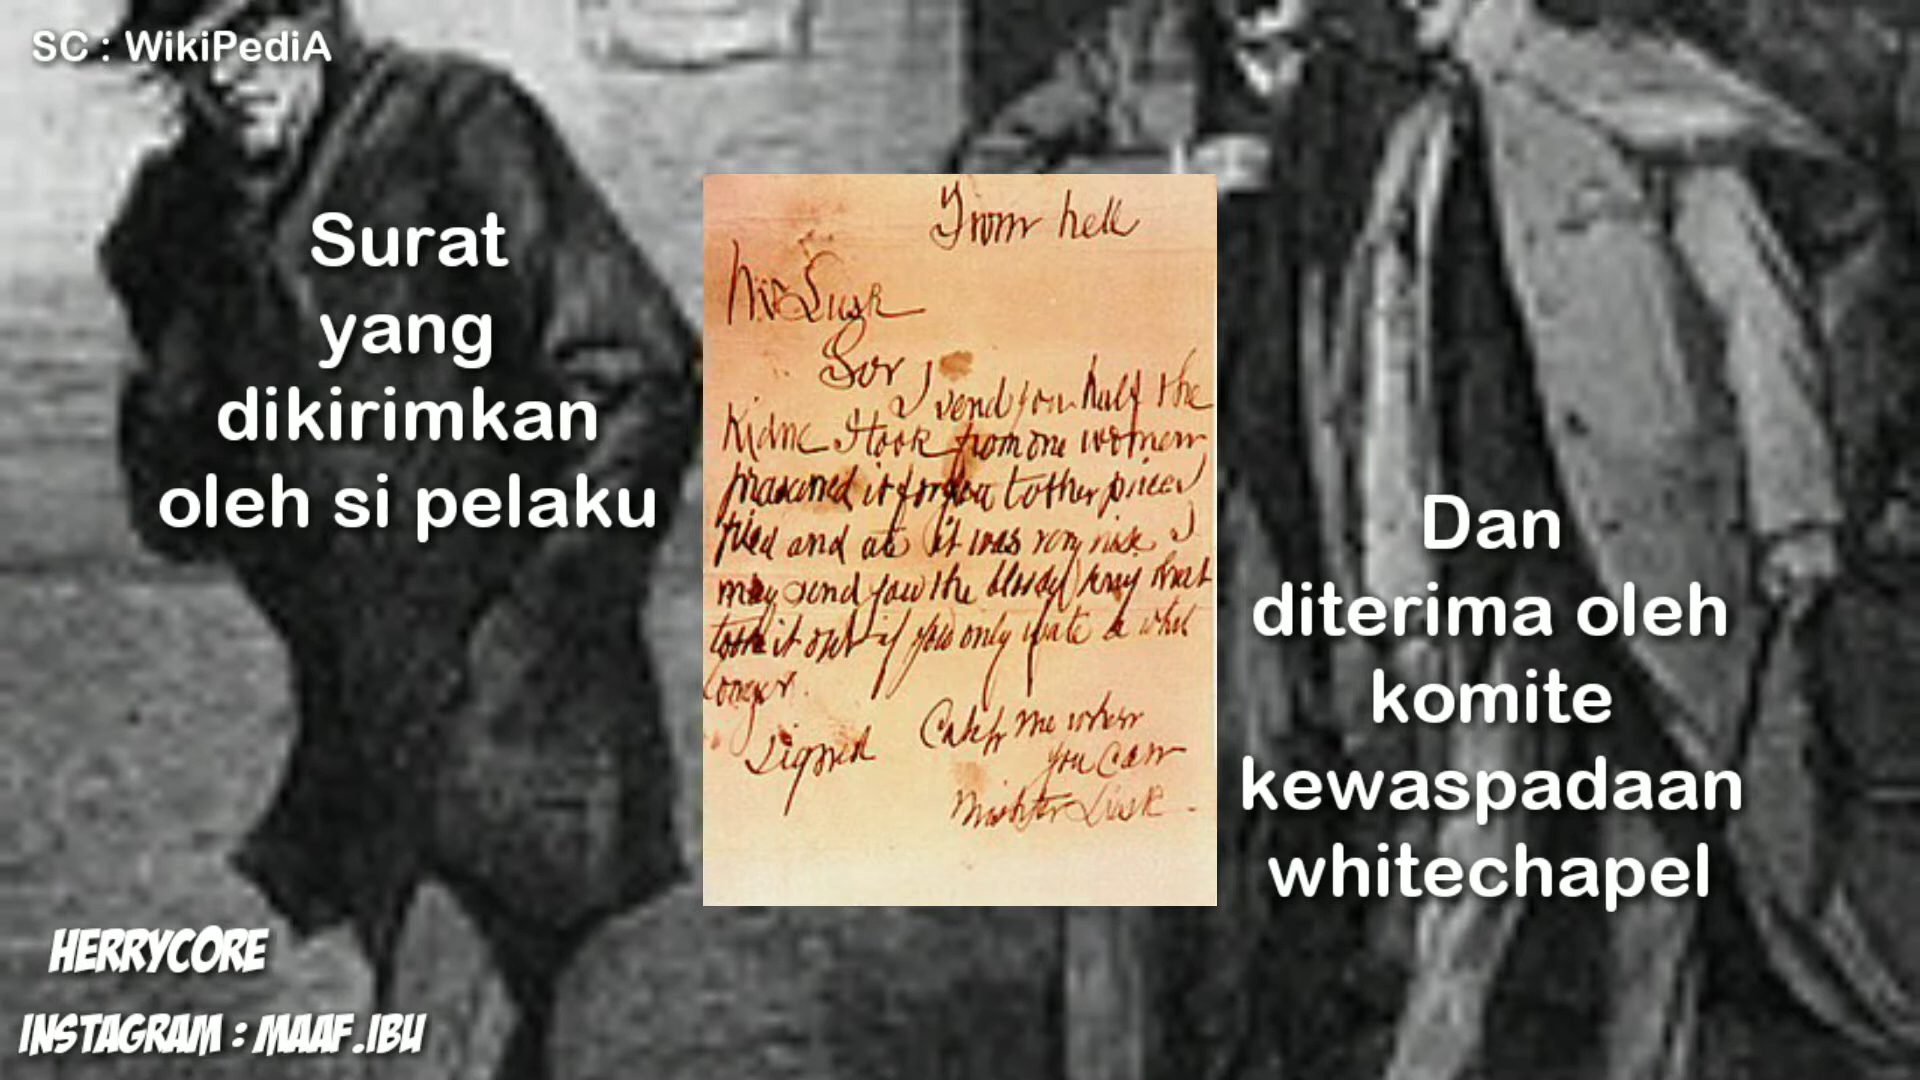 SC : WikiPediA
Surat
yang
dikirimkan
oleh si pelaku
From hell
Mr Lusk
Sor
I send you half the
Kidne I took from one women
prasarved it for you tother piece I
fried and ate it was very nise I
may send you the bloody knif that
took it out if you only wate a whil
longer.
signed
Catch me when
you Can
Mishter Lusk -
Dan
diterima oleh
komite
kewaspadaan
whitechapel
HERRYCORE
INSTAGRAM : MAAF.IBU